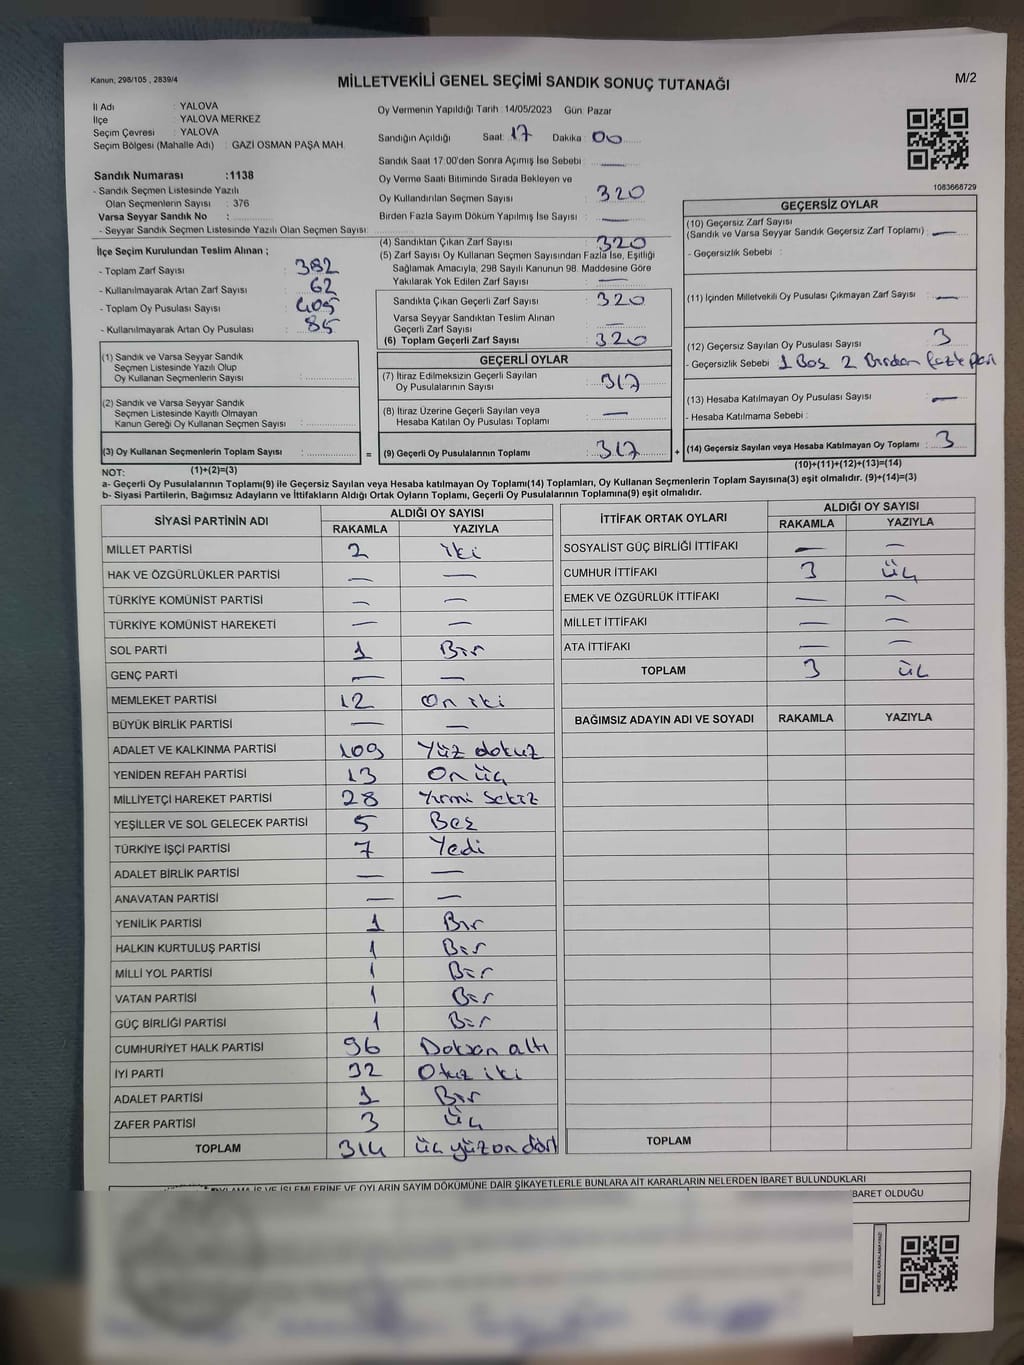 Kanun; 298/105 , 2839/4
MİLLETVEKİLİ GENEL SEÇİMİ SANDIK SONUÇ TUTANAĞI
M/2
İl Adı : YALOVA
İlçe : YALOVA MERKEZ
Seçim Çevresi : YALOVA
Seçim Bölgesi (Mahalle Adı) : GAZİ OSMAN PAŞA MAH.
Sandık Numarası :1138
- Sandık Seçmen Listesinde Yazılı
Olan Seçmenlerin Sayısı : 376
Varsa Seyyar Sandık No :
- Seyyar Sandık Seçmen Listesinde Yazılı Olan Seçmen Sayısı:
Oy Vermenin Yapıldığı Tarih : 14/05/2023 Gün: Pazar
Sandığın Açıldığı Saat: 17 Dakika : 00
Sandık Saat 17:00'den Sonra Açımış İse Sebebi : —
Oy Verme Saati Bitiminde Sırada Bekleyen ve
Oy Kullandırılan Seçmen Sayısı : 320
Birden Fazla Sayım Döküm Yapılmış İse Sayısı : —
1083668729
İlçe Seçim Kurulundan Teslim Alınan ;
- Toplam Zarf Sayısı : 382
- Kullanılmayarak Artan Zarf Sayısı : 62
- Toplam Oy Pusulası Sayısı : 405
- Kullanılmayarak Artan Oy Pusulası : 85
(4) Sandıktan Çıkan Zarf Sayısı : 320
(5) Zarf Sayısı Oy Kullanan Seçmen Sayısından Fazla İse, Eşitliği
Sağlamak Amacıyla, 298 Sayılı Kanunun 98. Maddesine Göre
Yakılarak Yok Edilen Zarf Sayısı : —
Sandıkta Çıkan Geçerli Zarf Sayısı : 320
Varsa Seyyar Sandıktan Teslim Alınan
Geçerli Zarf Sayısı : —
(6) Toplam Geçerli Zarf Sayısı : 320
GEÇERSİZ OYLAR
(10) Geçersiz Zarf Sayısı
(Sandık ve Varsa Seyyar Sandık Geçersiz Zarf Toplamı) : —
- Geçersizlik Sebebi :
(11) İçinden Milletvekili Oy Pusulası Çıkmayan Zarf Sayısı : —
(12) Geçersiz Sayılan Oy Pusulası Sayısı : 3
- Geçersizlik Sebebi : 1 Boş 2 Birden fazla
(13) Hesaba Katılmayan Oy Pusulası Sayısı : —
- Hesaba Katılmama Sebebi :
(14) Geçersiz Sayılan veya Hesaba Katılmayan Oy Toplamı : 3
(1) Sandık ve Varsa Seyyar Sandık
Seçmen Listesinde Yazılı Olup
Oy Kullanan Seçmenlerin Sayısı :
(2) Sandık ve Varsa Seyyar Sandık
Seçmen Listesinde Kayıtlı Olmayan
Kanun Gereği Oy Kullanan Seçmen Sayısı :
(3) Oy Kullanan Seçmenlerin Toplam Sayısı :
GEÇERLİ OYLAR
(7) İtiraz Edilmeksizin Geçerli Sayılan
Oy Pusulalarının Sayısı : 317
(8) İtiraz Üzerine Geçerli Sayılan veya
Hesaba Katılan Oy Pusulası Toplamı : —
= (9) Geçerli Oy Pusulalarının Toplamı : 317 +
NOT: (1)+(2)=(3)
(10)+(11)+(12)+(13)=(14)
a- Geçerli Oy Pusulalarının Toplamı(9) ile Geçersiz Sayılan veya Hesaba katılmayan Oy Toplamı(14) Toplamları, Oy Kullanan Seçmenlerin Toplam Sayısına(3) eşit olmalıdır. (9)+(14)=(3)
b- Siyasi Partilerin, Bağımsız Adayların ve İttifakların Aldığı Ortak Oyların Toplamı, Geçerli Oy Pusulalarının Toplamına(9) eşit olmalıdır.
SİYASİ PARTİNİN ADI ALDIĞI OY SAYISI
RAKAMLA YAZIYLA
MİLLET PARTİSİ 2 iki
HAK VE ÖZGÜRLÜKLER PARTİSİ — —
TÜRKİYE KOMÜNİST PARTİSİ — —
TÜRKİYE KOMÜNİST HAREKETİ — —
SOL PARTİ 1 Bir
GENÇ PARTİ — —
MEMLEKET PARTİSİ 12 On iki
BÜYÜK BİRLİK PARTİSİ — —
ADALET VE KALKINMA PARTİSİ 109 Yüz dokuz
YENİDEN REFAH PARTİSİ 13 On üç
MİLLİYETÇİ HAREKET PARTİSİ 28 Yirmi Sekiz
YEŞİLLER VE SOL GELECEK PARTİSİ 5 Beş
TÜRKİYE İŞÇİ PARTİSİ 7 Yedi
ADALET BİRLİK PARTİSİ — —
ANAVATAN PARTİSİ — —
YENİLİK PARTİSİ 1 Bir
HALKIN KURTULUŞ PARTİSİ 1 Bir
MİLLİ YOL PARTİSİ 1 Bir
VATAN PARTİSİ 1 Bir
GÜÇ BİRLİĞİ PARTİSİ 1 Bir
CUMHURİYET HALK PARTİSİ 96 Doksan altı
İYİ PARTİ 32 Otuz iki
ADALET PARTİSİ 1 Bir
ZAFER PARTİSİ 3 Üç
TOPLAM 314 üç yüz on dört
İTTİFAK ORTAK OYLARI ALDIĞI OY SAYISI
RAKAMLA YAZIYLA
SOSYALİST GÜÇ BİRLİĞİ İTTİFAKI — —
CUMHUR İTTİFAKI 3 Üç
EMEK VE ÖZGÜRLÜK İTTİFAKI — —
MİLLET İTTİFAKI — —
ATA İTTİFAKI — —
TOPLAM 3 üç
BAĞIMSIZ ADAYIN ADI VE SOYADI RAKAMLA YAZIYLA
TOPLAM
OYLAMA İŞ VE İŞLEMLERİNE VE OYLARIN SAYIM DÖKÜMÜNE DAİR ŞİKAYETLERLE BUNLARA AİT KARARLARIN NELERDEN İBARET BULUNDUKLARI
BARET OLDUĞU